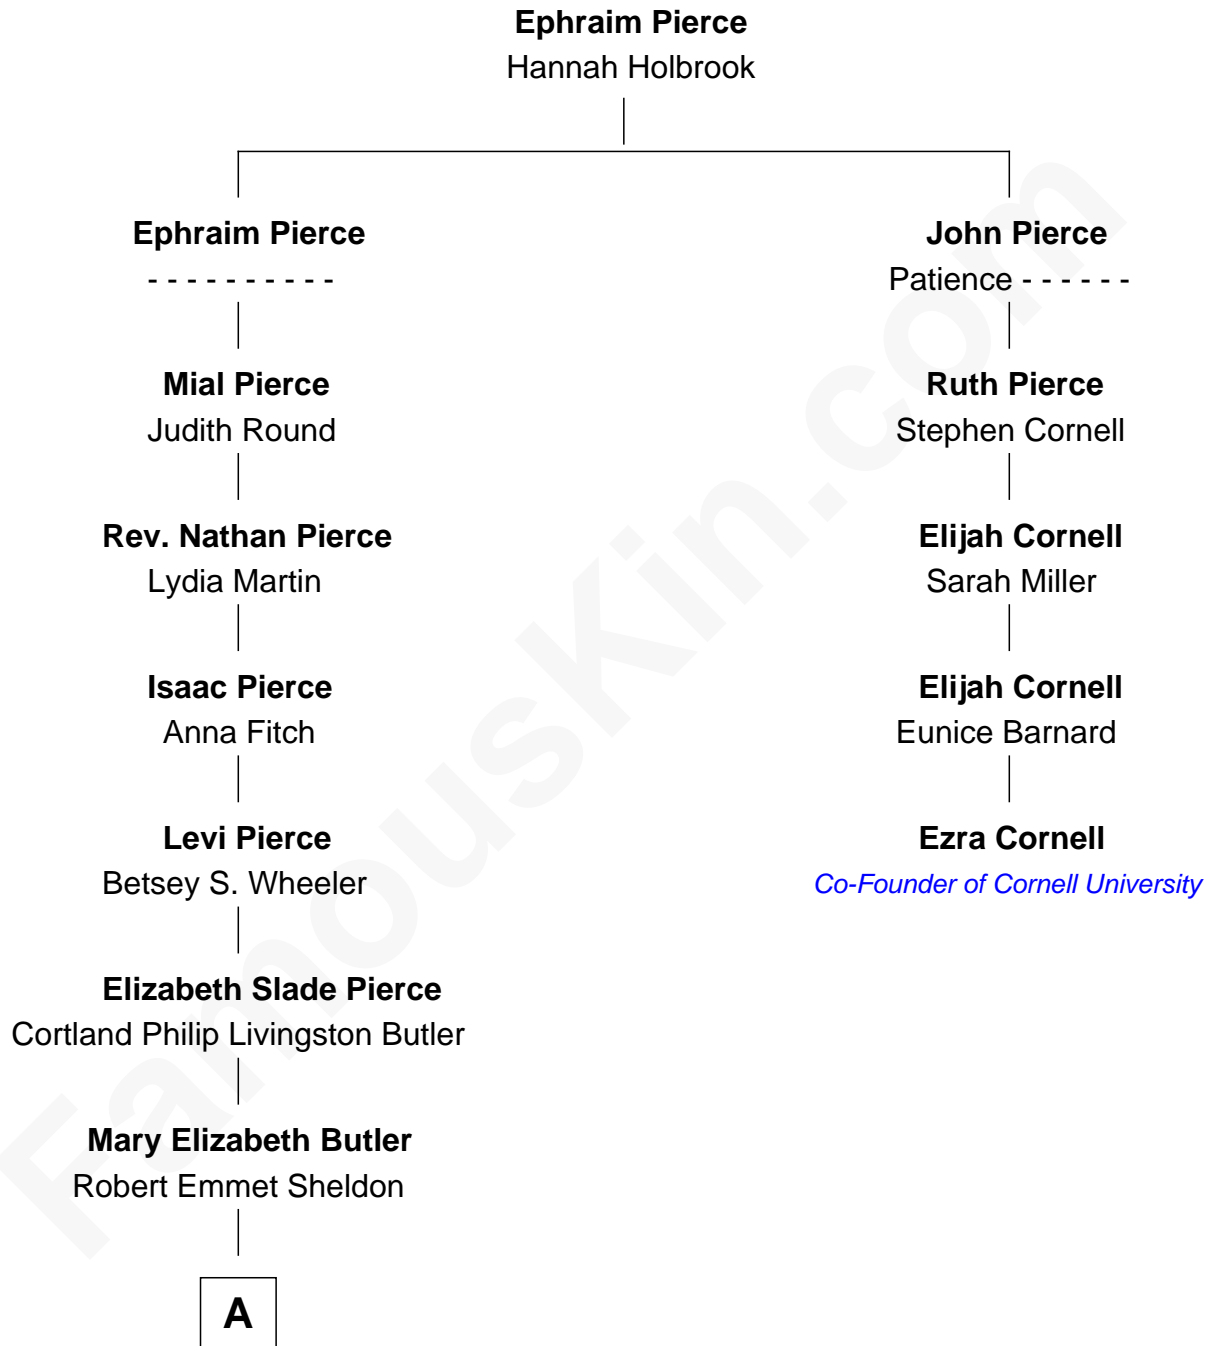 Ephraim Pierce
Hannah Holbrook
Ephraim Pierce
- - - - - - - - - -
Mial Pierce
Judith Round
Rev. Nathan Pierce
Lydia Martin
Isaac Pierce
Anna Fitch
Levi Pierce
Betsey S. Wheeler
Elizabeth Slade Pierce
Cortland Philip Livingston Butler
Mary Elizabeth Butler
Robert Emmet Sheldon
A
John Pierce
Patience - - - - - -
Ruth Pierce
Stephen Cornell
Elijah Cornell
Sarah Miller
Elijah Cornell
Eunice Barnard
Ezra Cornell
Co-Founder of Cornell University
FamousKin.com